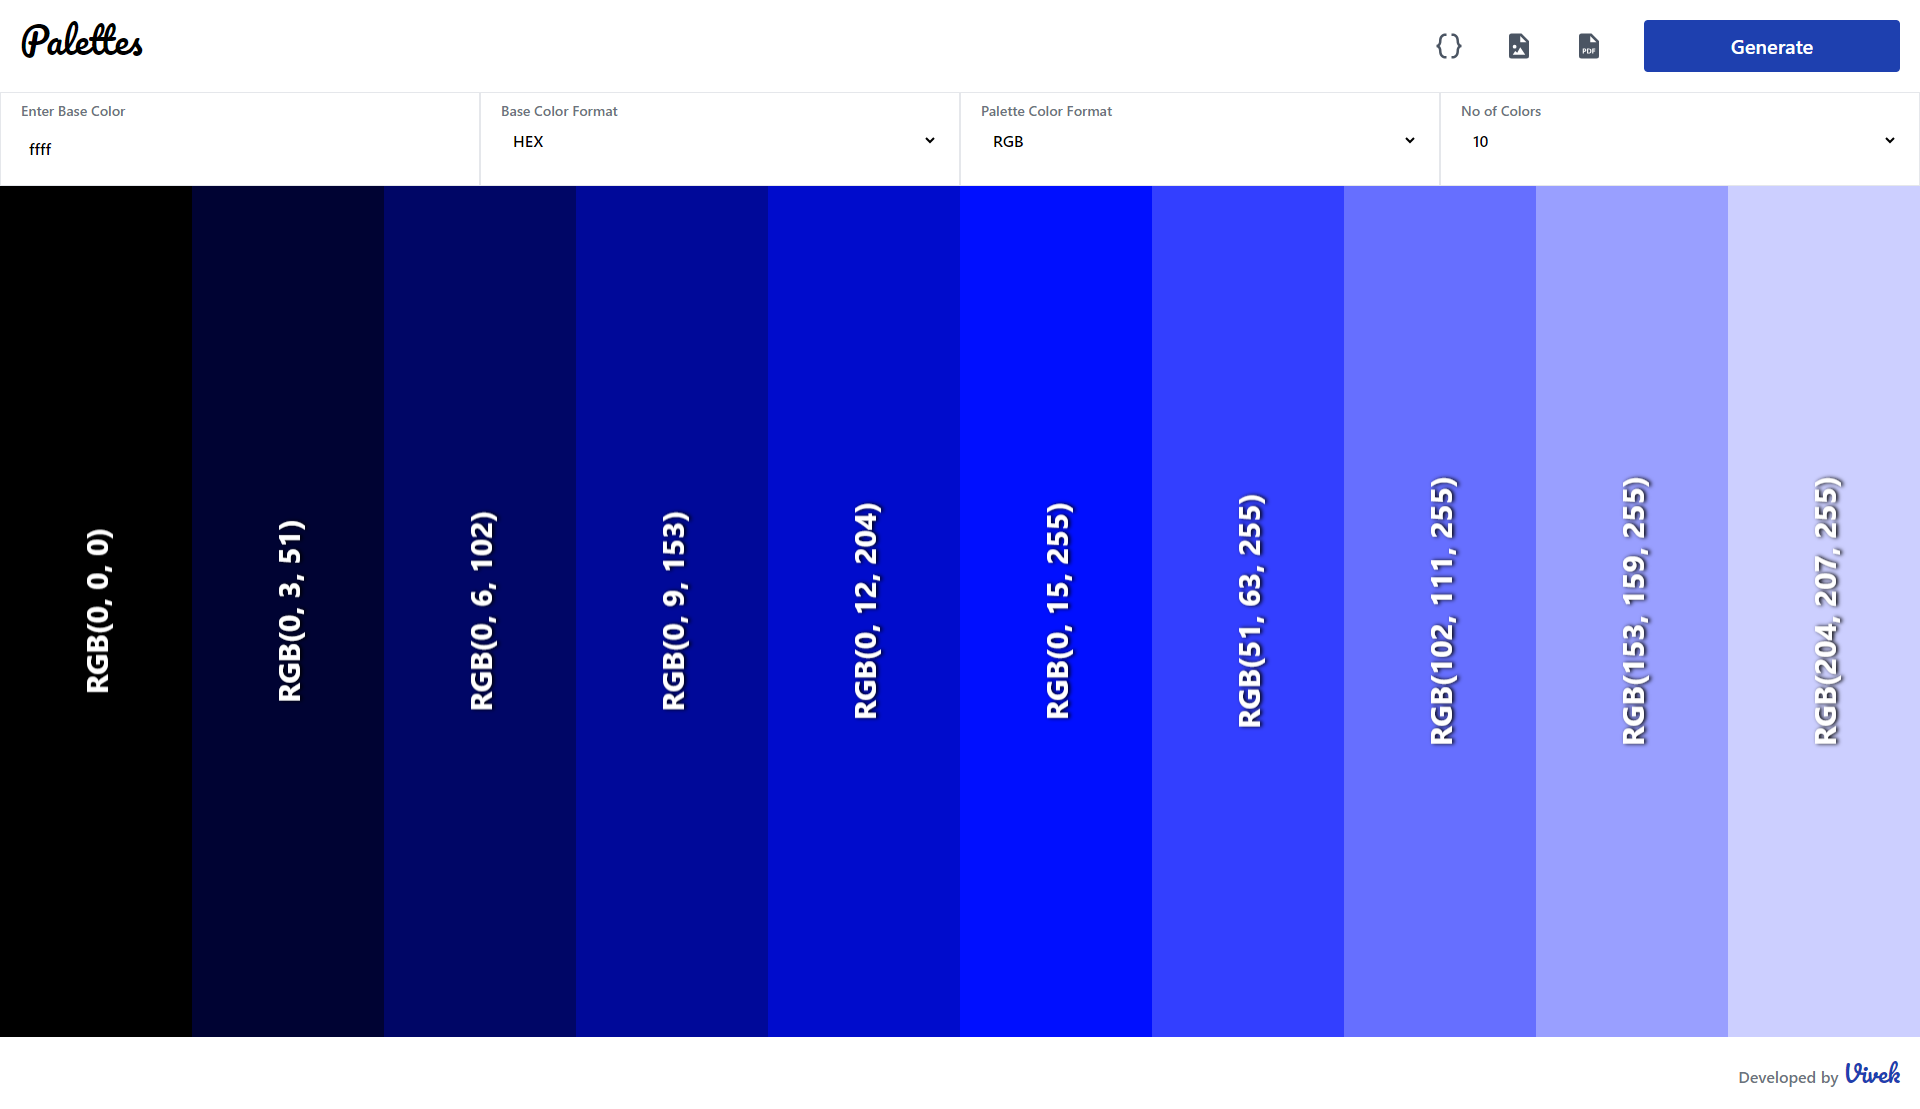 Palettes
PDF
Generate
Enter Base Color
ffff
Base Color Format
HEX
Palette Color Format
RGB
No of Colors
10
RGB(0, 0, 0)
RGB(0, 3, 51)
RGB(0, 6, 102)
RGB(0, 9, 153)
RGB(0, 12, 204)
RGB(0, 15, 255)
RGB(51, 63, 255)
RGB(102, 111, 255)
RGB(153, 159, 255)
RGB(204, 207, 255)
Developed by Vivek